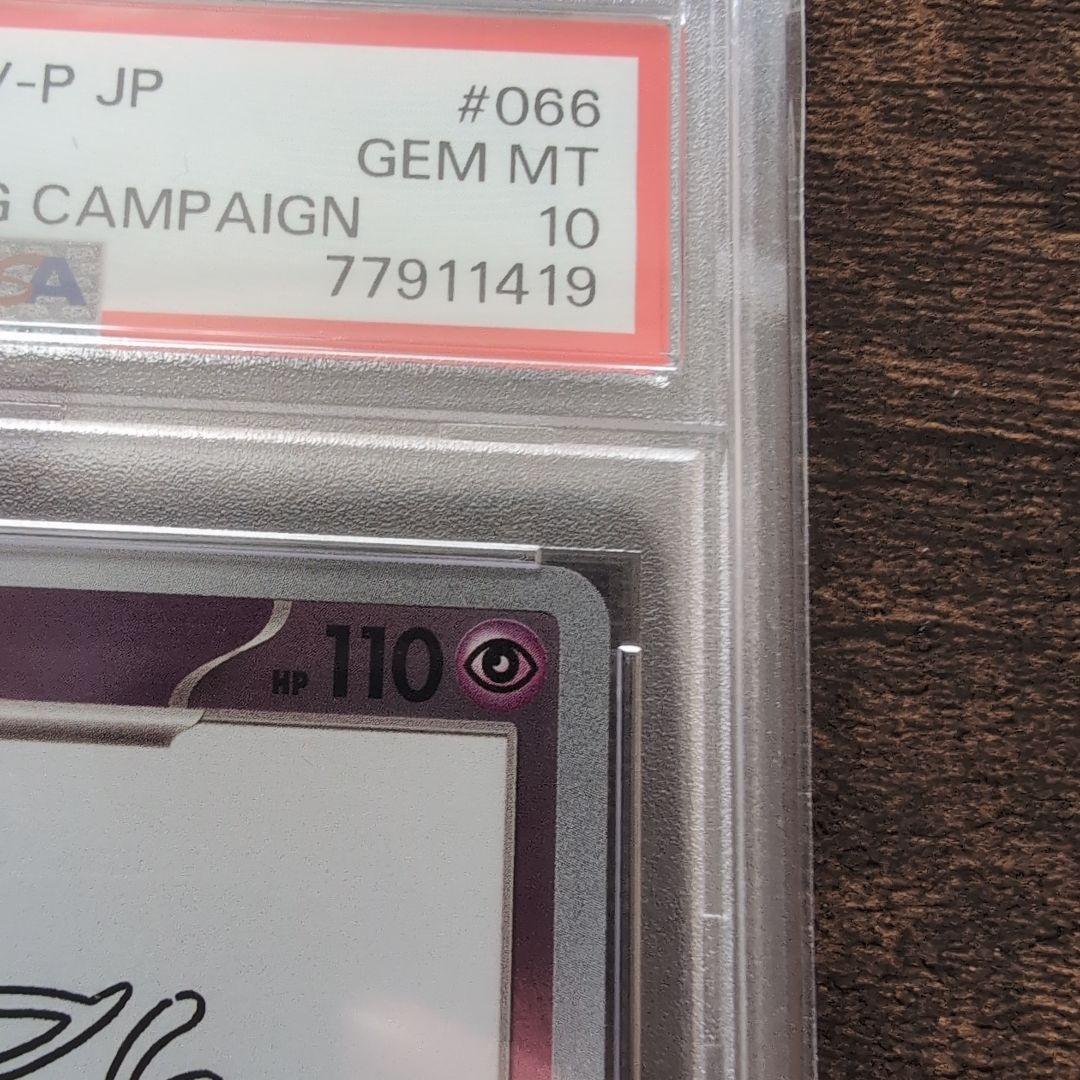 -P JP
#066
GEM MT
CAMPAIGN
10
77911419
HP 110